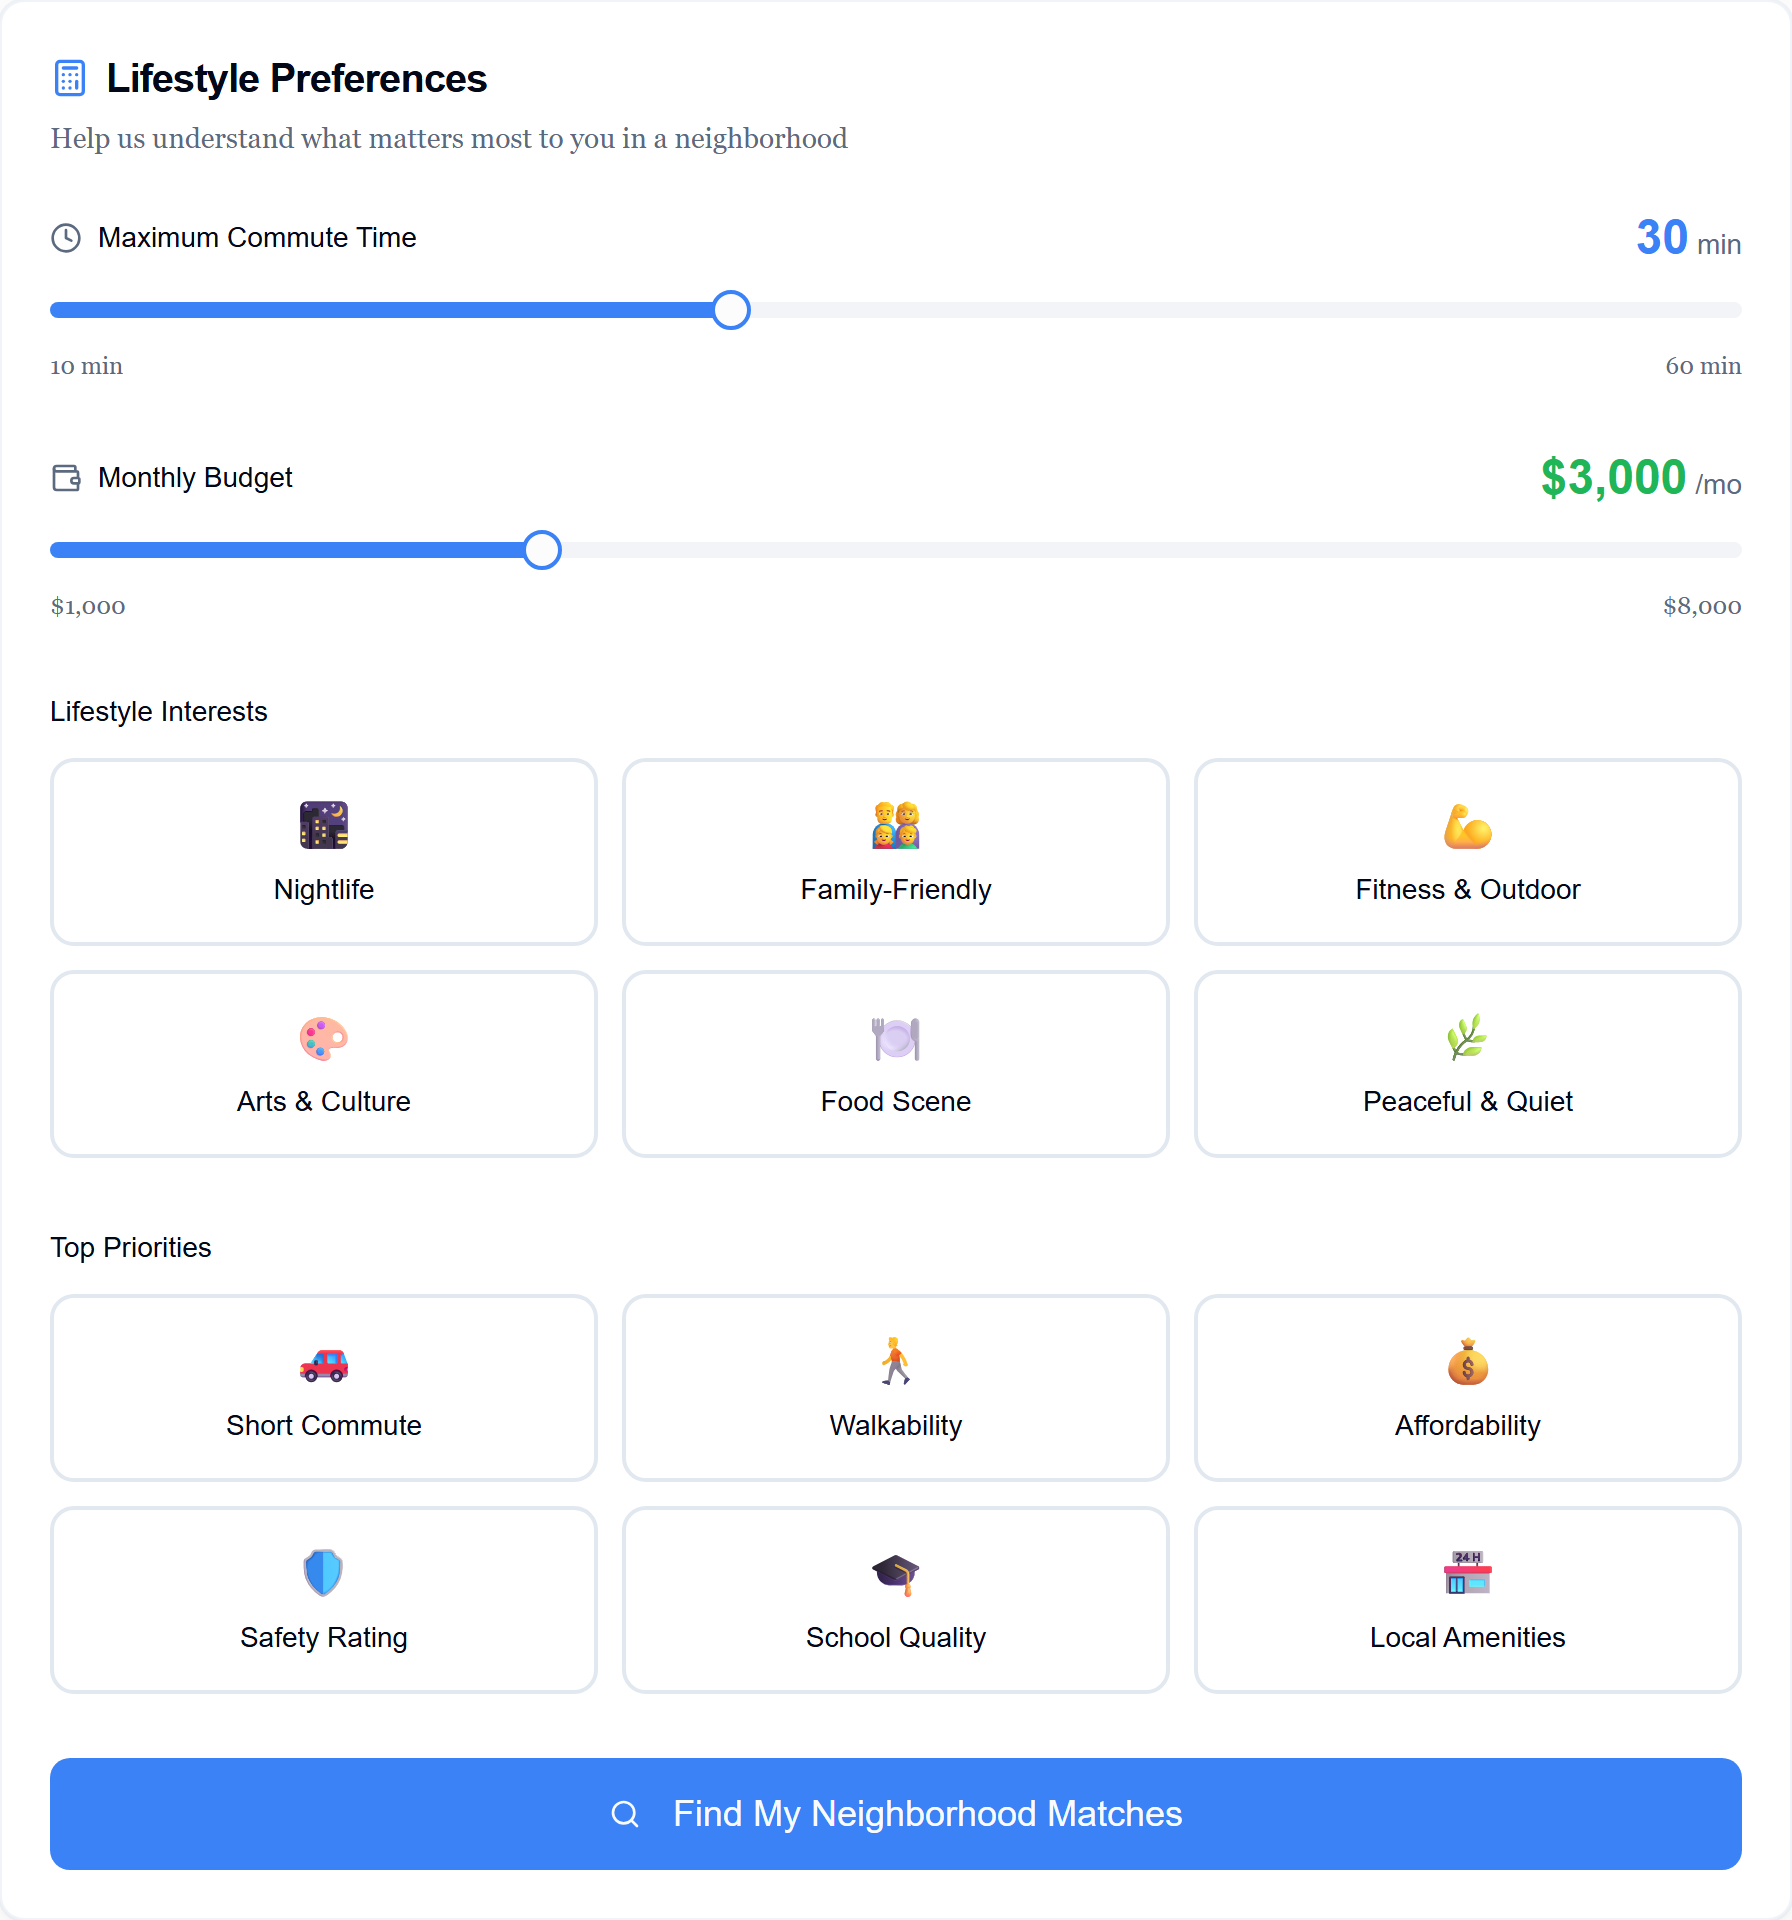 Lifestyle Preferences
Help us understand what matters most to you in a neighborhood
Maximum Commute Time
30 min
10 min
60 min
Monthly Budget
$3,000 /mo
$1,000
$8,000
Lifestyle Interests
Nightlife
Family-Friendly
Fitness & Outdoor
Arts & Culture
Food Scene
Peaceful & Quiet
Top Priorities
Short Commute
Walkability
$
Affordability
Safety Rating
School Quality
24 H
Local Amenities
Find My Neighborhood Matches